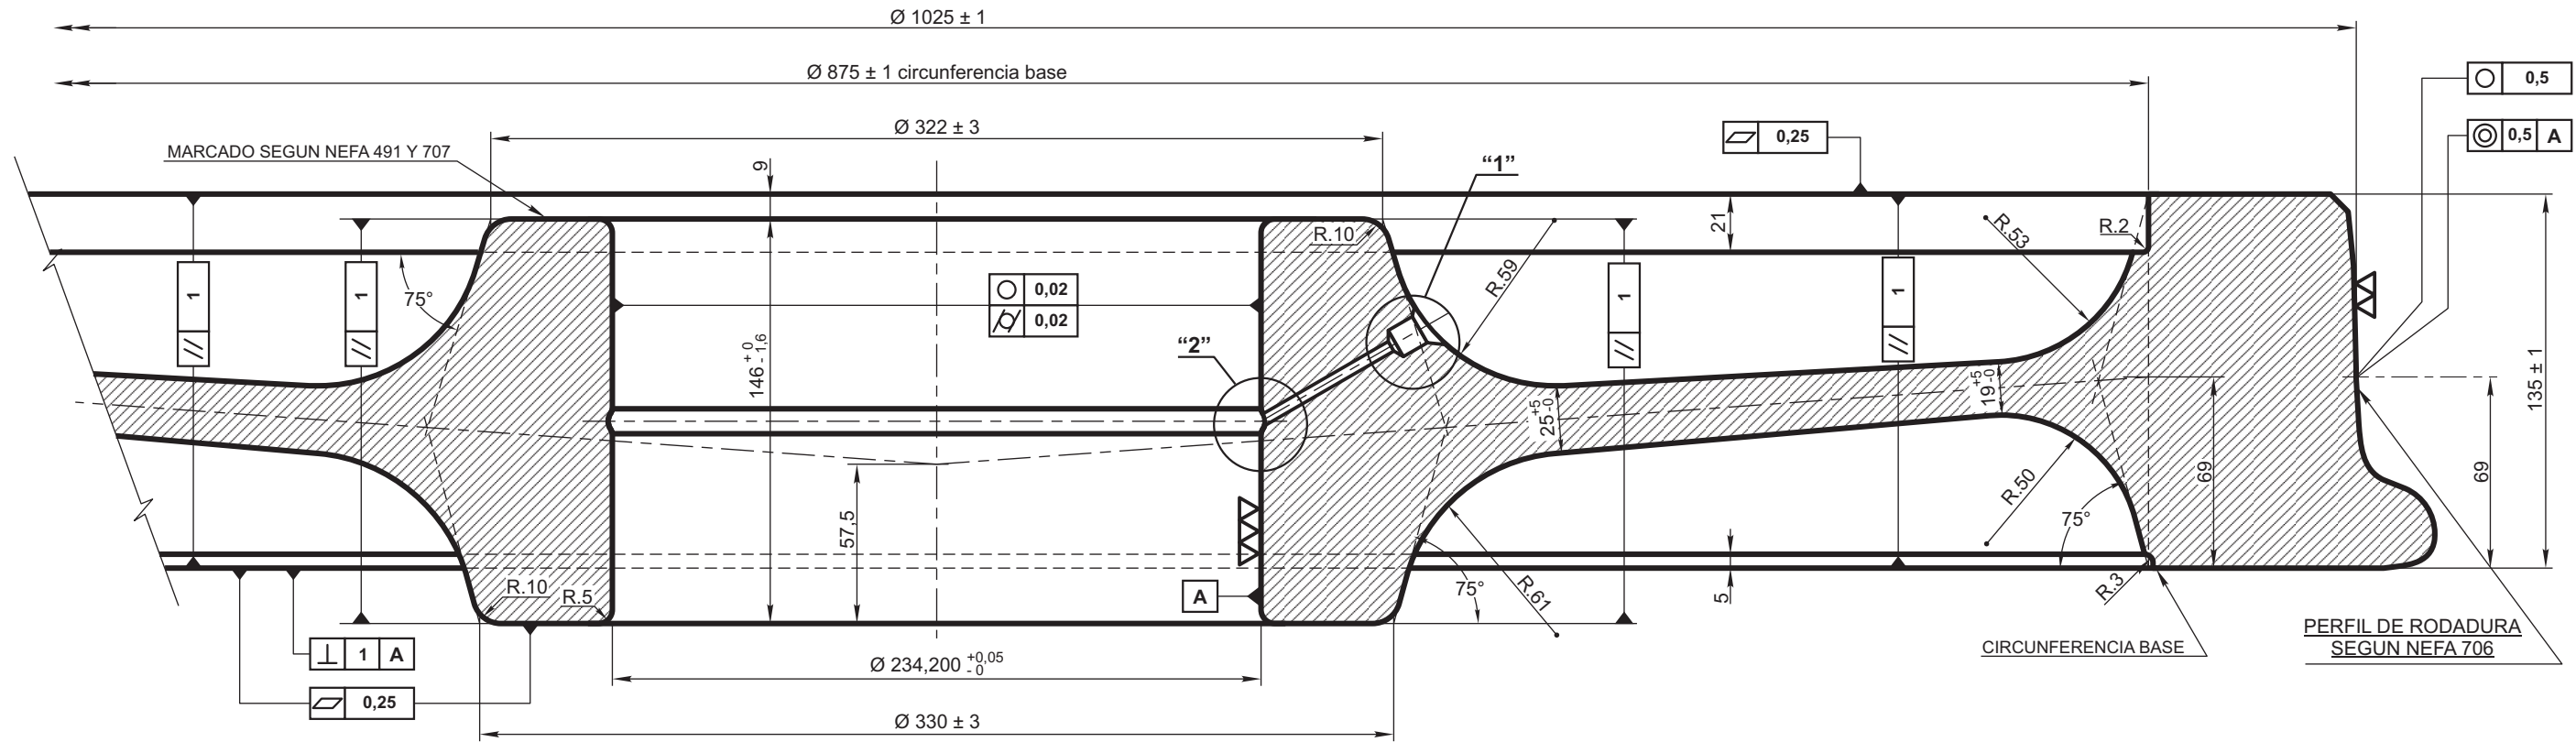 Ø 1025 ± 1
Ø 875 ± 1 circunferencia base
0,5
Ø 322 ± 3
0,25
0,5 A
MARCADO SEGUN NEFA 491 Y 707
9
“1”
21
R.53
R.2
R.10
R.59
75°
1
1
0,02
0,02
1
1
“2”
146 + 0 - 1,6
135 ± 1
25 +5 -0
19 +5 -0
69
69
57,5
R.50
75°
R.10
R.5
A
75°
R.61
5
R.3
PERFIL DE RODADURA
SEGUN NEFA 706
CIRCUNFERENCIA BASE
1 A
Ø 234,200 +0,05 - 0
0,25
Ø 330 ± 3